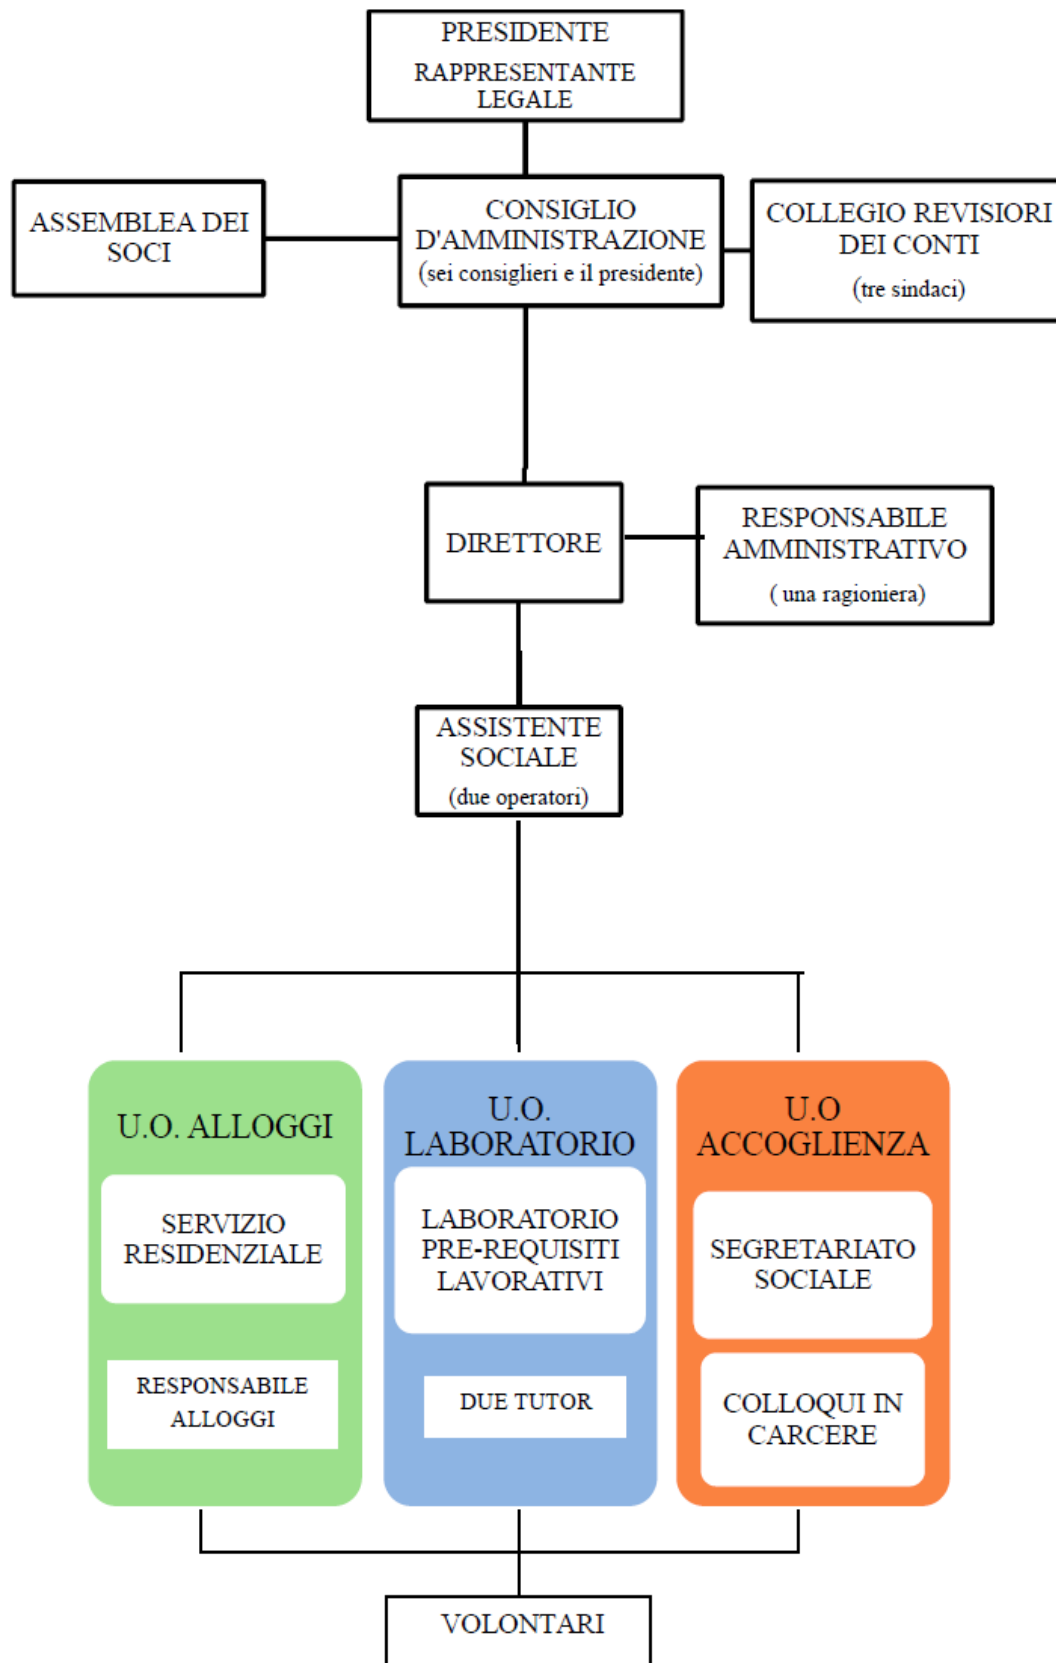 PRESIDENTE
RAPPRESENTANTE
LEGALE
ASSEMBLEA DEI
SOCI
CONSIGLIO
D'AMMINISTRAZIONE
(sei consiglieri e il presidente)
COLLEGIO REVISIORI
DEI CONTI
(tre sindaci)
DIRETTORE
RESPONSABILE
AMMINISTRATIVO
( una ragioniera)
ASSISTENTE
SOCIALE
(due operatori)
U.O. ALLOGGI
SERVIZIO
RESIDENZIALE
RESPONSABILE
ALLOGGI
U.O.
LABORATORIO
LABORATORIO
PRE-REQUISITI
LAVORATIVI
DUE TUTOR
U.O
ACCOGLIENZA
SEGRETARIATO
SOCIALE
COLLOQUI IN
CARCERE
VOLONTARI